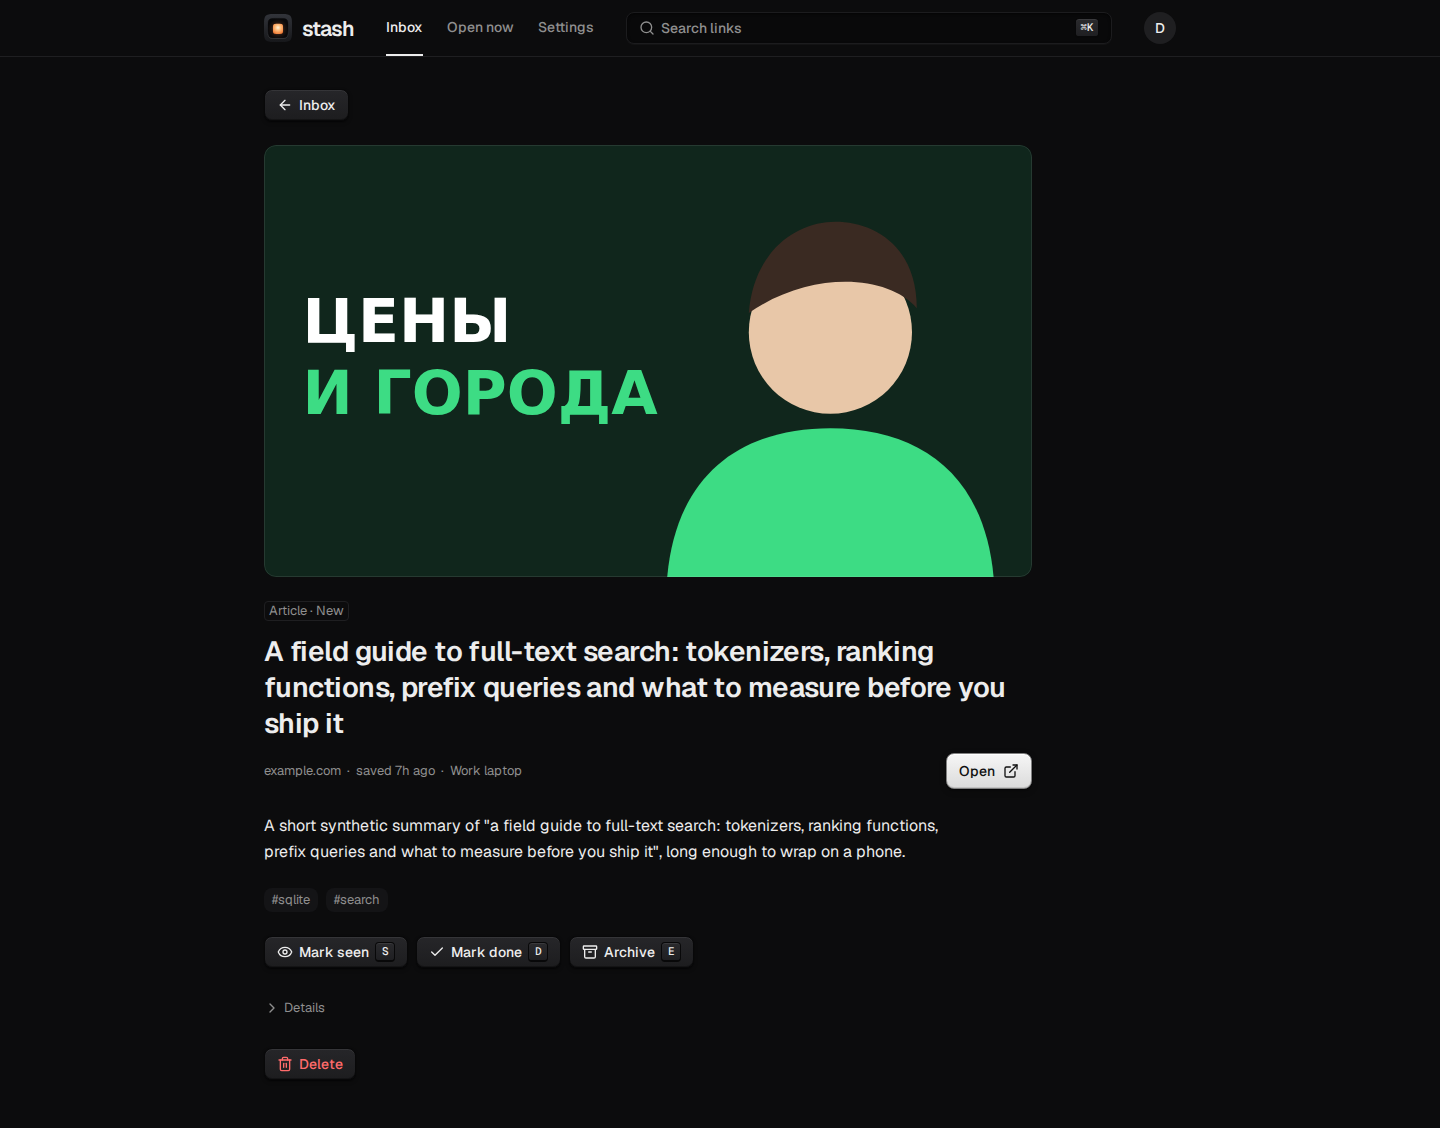 stash
Inbox
Open now
Settings
Search links
⌘K
D
Inbox
ЦЕНЫ
И ГОРОДА
Article · New
A field guide to full-text search: tokenizers, ranking
functions, prefix queries and what to measure before you
ship it
example.com · saved 7h ago · Work laptop
Open
A short synthetic summary of "a field guide to full-text search: tokenizers, ranking functions,
prefix queries and what to measure before you ship it", long enough to wrap on a phone.
#sqlite #search
Mark seen S
Mark done D
Archive E
Details
Delete